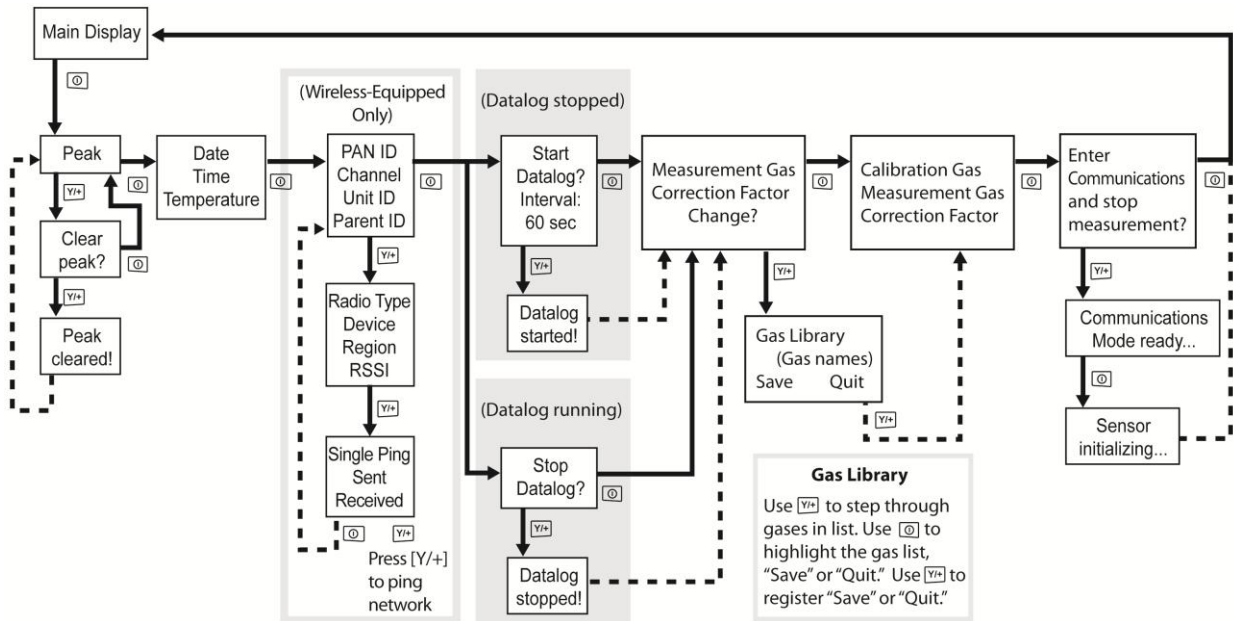 Main Display
Peak
Y/+
Clear
peak?
Y/+
Peak
cleared!
Date
Time
Temperature
(Wireless-Equipped
Only)
PAN ID
Channel
Unit ID
Parent ID
Y/+
Radio Type
Device
Region
RSSI
Y/+
Single Ping
Sent
Received
Y/+
Press [Y/+]
to ping
network
(Datalog stopped)
Start
Datalog?
Interval:
60 sec
Y/+
Datalog
started!
(Datalog running)
Stop
Datalog?
Y/+
Datalog
stopped!
Measurement Gas
Correction Factor
Change?
Y/+
Gas Library
(Gas names)
Save Quit
Y/+
Calibration Gas
Measurement Gas
Correction Factor
Enter
Communications
and stop
measurement?
Y/+
Communications
Mode ready...
Sensor
initializing...
Gas Library
Use Y/+ to step through
gases in list. Use to
highlight the gas list,
“Save” or “Quit.” Use Y/+ to
register “Save” or “Quit.”